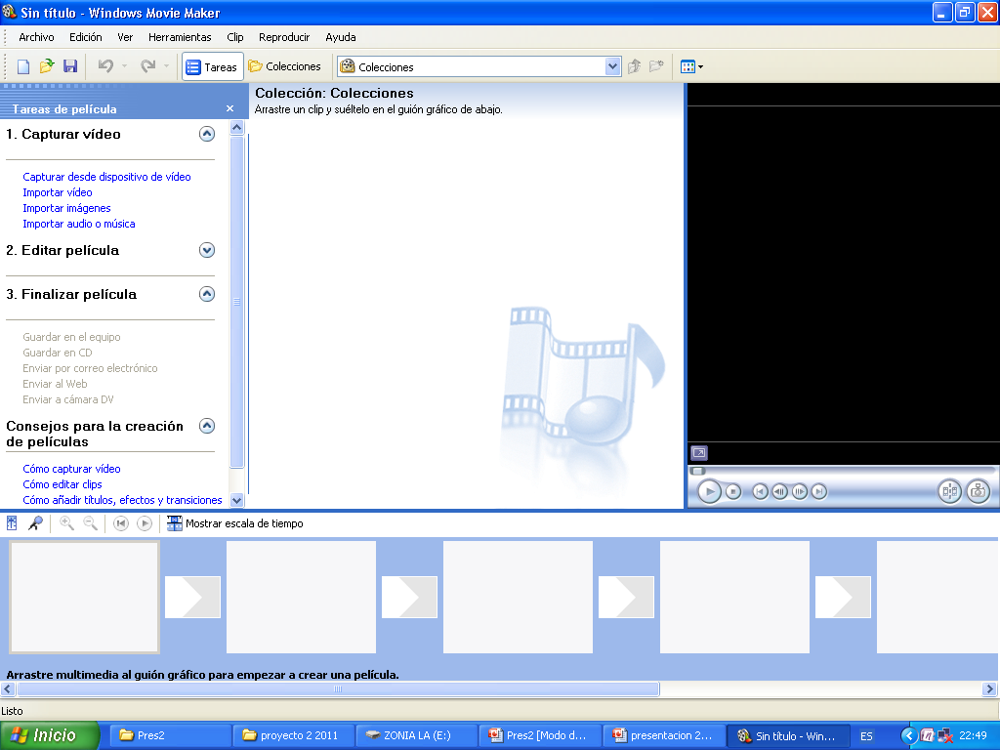 Sin título - Windows Movie Maker
Archivo Edición Ver Herramientas Clip Reproducir Ayuda
Tareas Colecciones Colecciones
Tareas de película
Colección: Colecciones
Arrastre un clip y suéltelo en el guión gráfico de abajo.
1. Capturar vídeo
Capturar desde dispositivo de vídeo
Importar vídeo
Importar imágenes
Importar audio o música
2. Editar película
3. Finalizar película
Guardar en el equipo
Guardar en CD
Enviar por correo electrónico
Enviar al Web
Enviar a cámara DV
Consejos para la creación
de películas
Cómo capturar vídeo
Cómo editar clips
Cómo añadir títulos, efectos y transiciones
Mostrar escala de tiempo
Arrastre multimedia al guión gráfico para empezar a crear una película.
Listo
Inicio Pres2 proyecto 2 2011 ZONIA LA (E:) Pres2 [Modo d... presentacion 2... Sin título - Win... ES 22:49